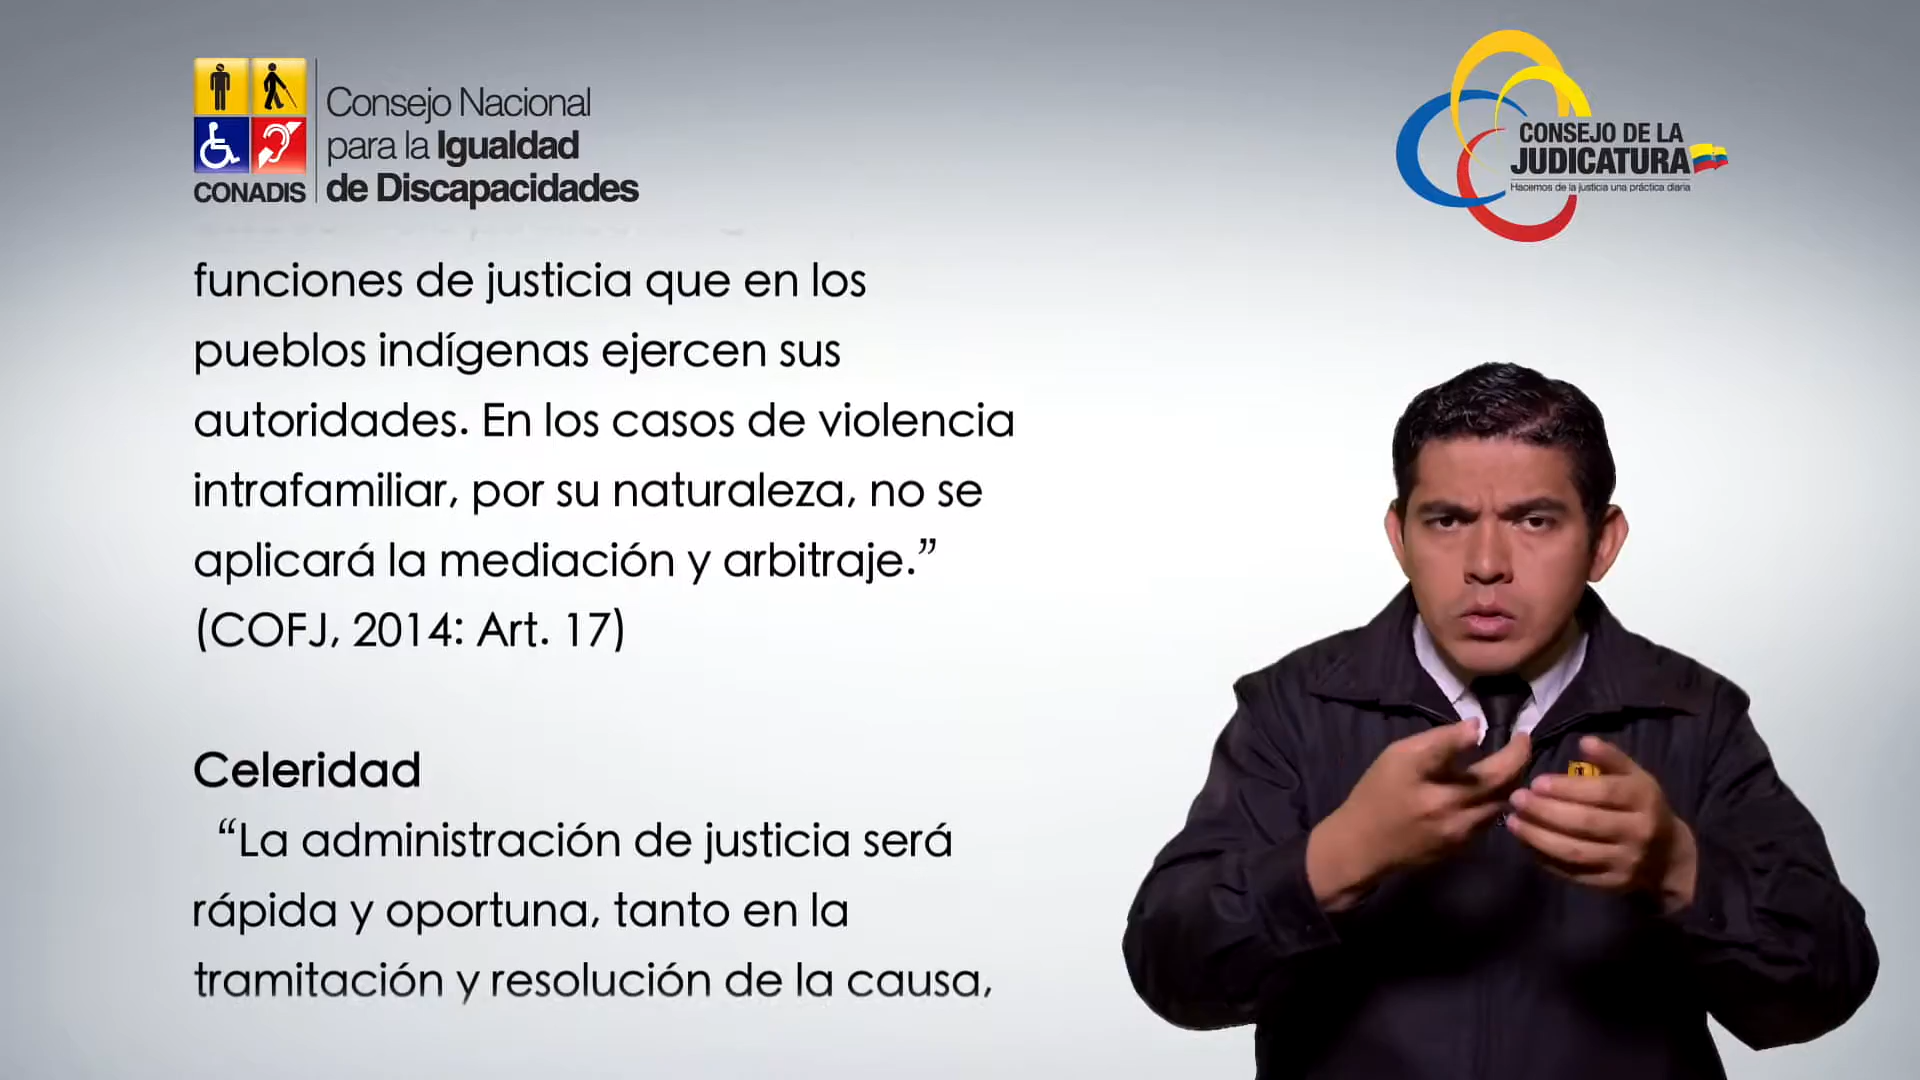 Consejo Nacional
para la Igualdad
de Discapacidades
CONADIS
CONSEJO DE LA
JUDICATURA
Hacemos de la justicia una práctica diaria
funciones de justicia que en los
pueblos indígenas ejercen sus
autoridades. En los casos de violencia
intrafamiliar, por su naturaleza, no se
aplicará la mediación y arbitraje.”
(COFJ, 2014: Art. 17)
Celeridad
“La administración de justicia será
rápida y oportuna, tanto en la
tramitación y resolución de la causa,